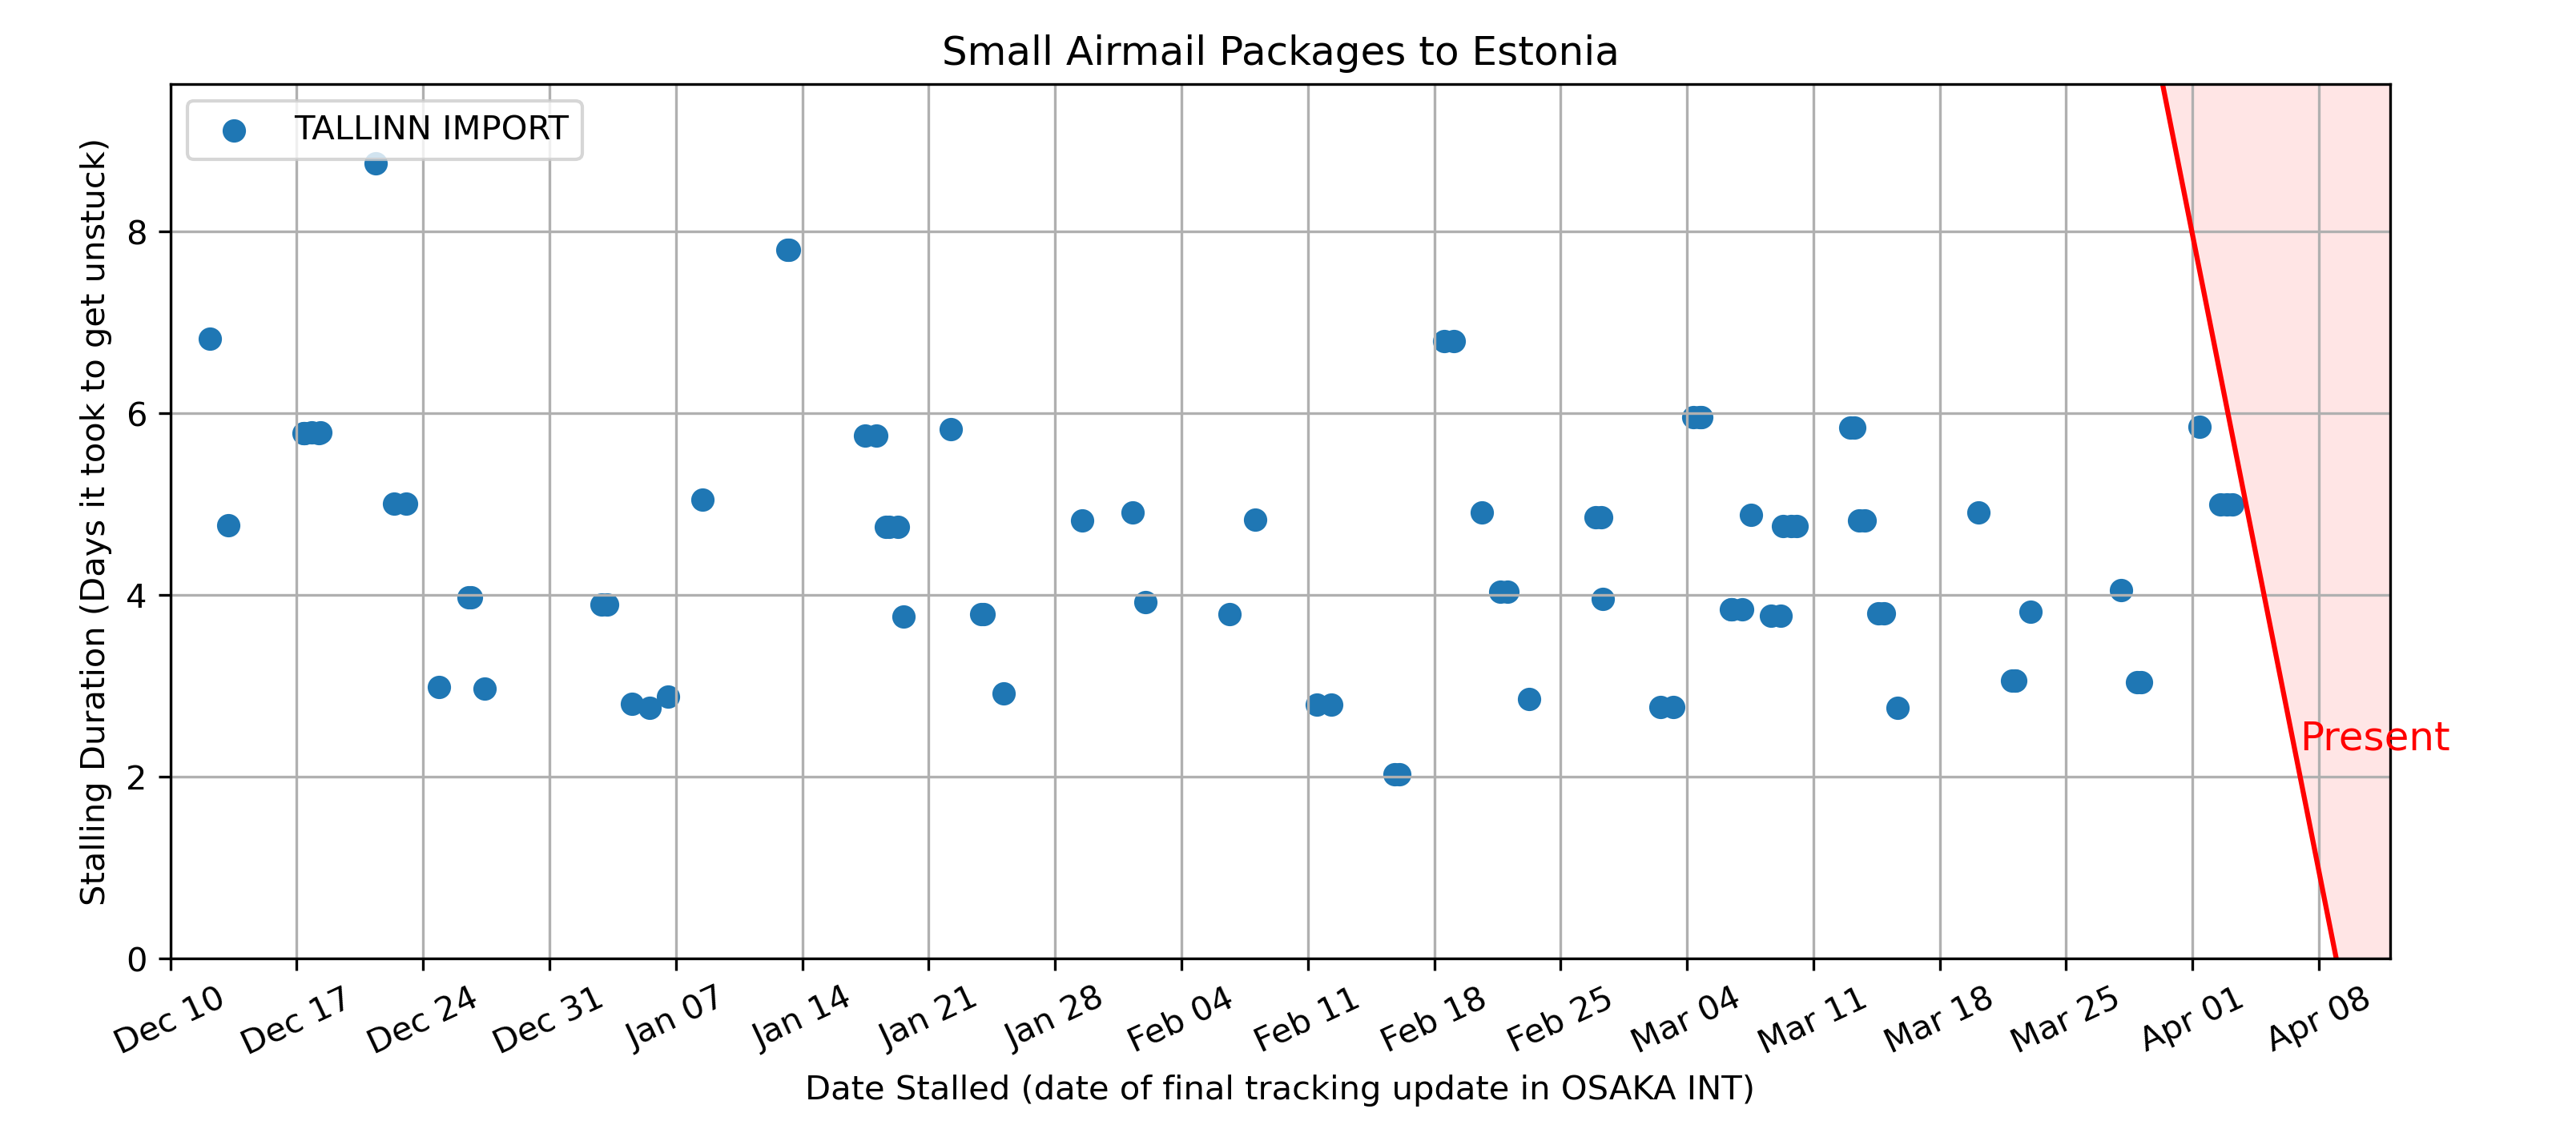 Small Airmail Packages to Estonia
TALLINN IMPORT
Stalling Duration (Days it took to get unstuck)
8
6
4
2
0
Present
Dec 10
Dec 17
Dec 24
Dec 31
Jan 07
Jan 14
Jan 21
Jan 28
Feb 04
Feb 11
Feb 18
Feb 25
Mar 04
Mar 11
Mar 18
Mar 25
Apr 01
Apr 08
Date Stalled (date of final tracking update in OSAKA INT)